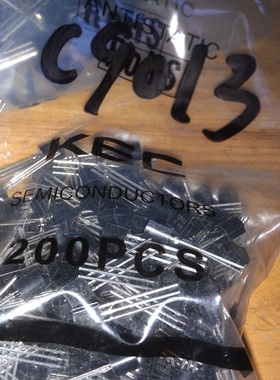 ANTISTATIC
C9013
KEC
SEMICONDUCTORS
200PCS